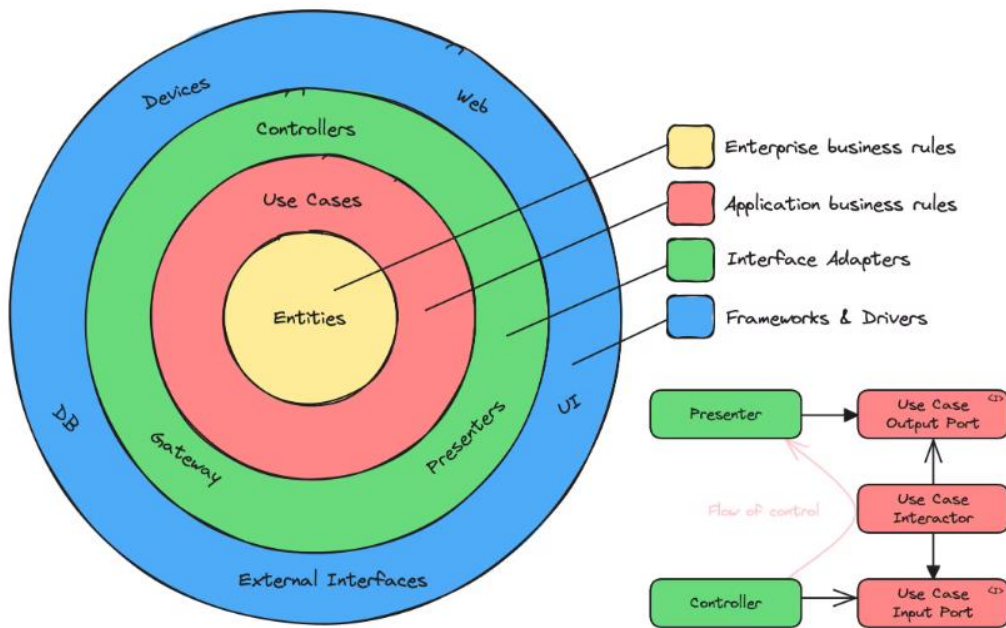 Devices
Web
Controllers
Use Cases
Entities
DB
Gateway
Presenters
UI
External Interfaces
Enterprise business rules
Application business rules
Interface Adapters
Frameworks & Drivers
Presenter
Use Case
Output Port
<I>
Flow of control
Use Case
Interactor
Controller
Use Case
Input Port
<I>